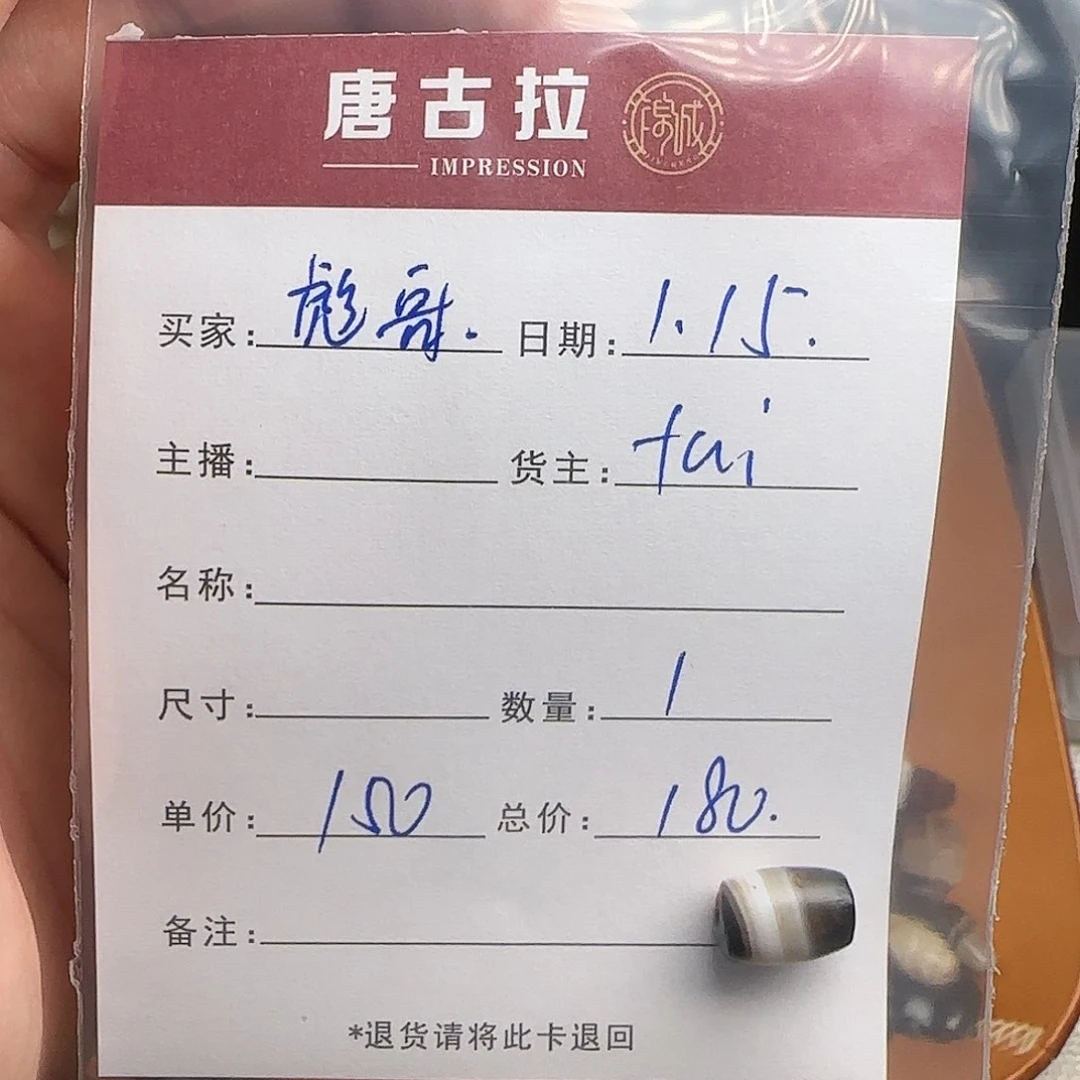 唐古拉
IMPRESSION
买家：彪哥. 日期：1.15.
主播： 货主：tai
名称：
尺寸： 数量：1
单价：150 总价：180.
备注：
*退货请将此卡退回